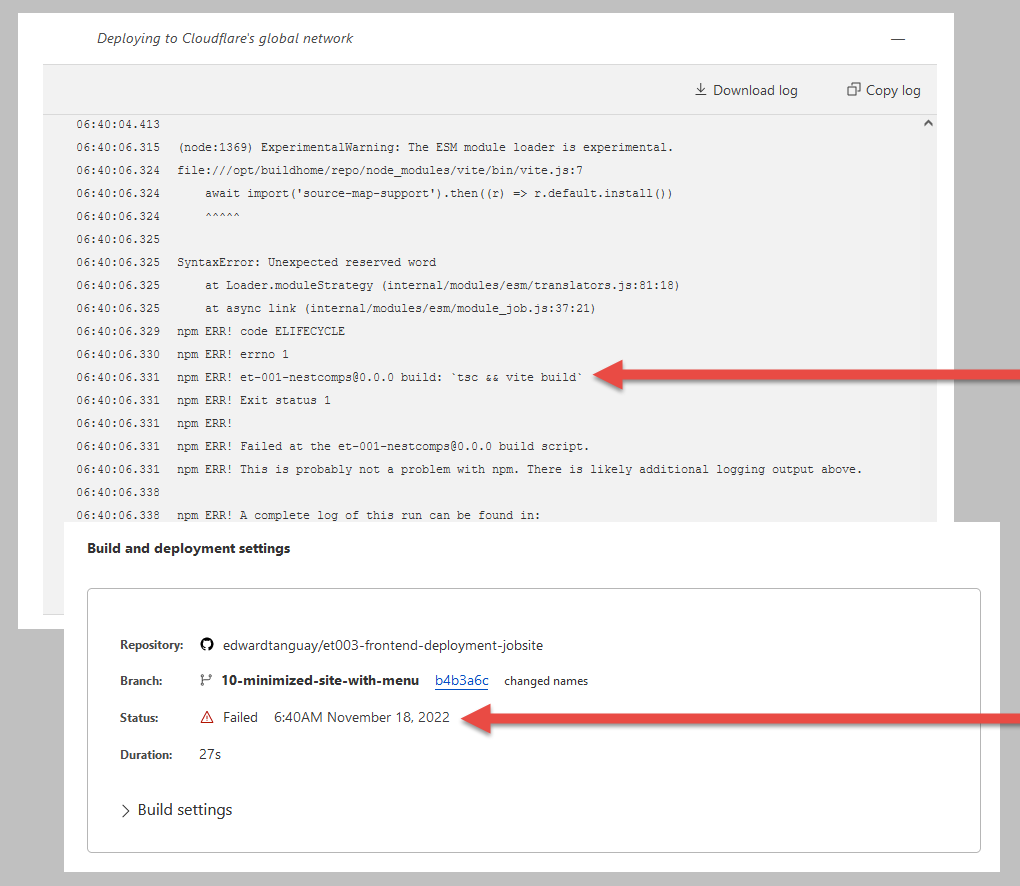 Deploying to Cloudflare's global network
Download log
Copy log
06:40:04.413
06:40:06.315 (node:1369) ExperimentalWarning: The ESM module loader is experimental.
06:40:06.324 file:///opt/buildhome/repo/node_modules/vite/bin/vite.js:7
06:40:06.324     await import('source-map-support').then((r) => r.default.install())
06:40:06.324     ^^^^^
06:40:06.325
06:40:06.325 SyntaxError: Unexpected reserved word
06:40:06.325     at Loader.moduleStrategy (internal/modules/esm/translators.js:81:18)
06:40:06.325     at async link (internal/modules/esm/module_job.js:37:21)
06:40:06.329 npm ERR! code ELIFECYCLE
06:40:06.330 npm ERR! errno 1
06:40:06.331 npm ERR! et-001-nestcomps@0.0.0 build: `tsc && vite build`
06:40:06.331 npm ERR! Exit status 1
06:40:06.331 npm ERR!
06:40:06.331 npm ERR! Failed at the et-001-nestcomps@0.0.0 build script.
06:40:06.331 npm ERR! This is probably not a problem with npm. There is likely additional logging output above.
06:40:06.338
06:40:06.338 npm ERR! A complete log of this run can be found in:
Build and deployment settings
Repository: edwardtanguay/et003-frontend-deployment-jobsite
Branch: 10-minimized-site-with-menu b4b3a6c changed names
Status: Failed 6:40AM November 18, 2022
Duration: 27s
Build settings